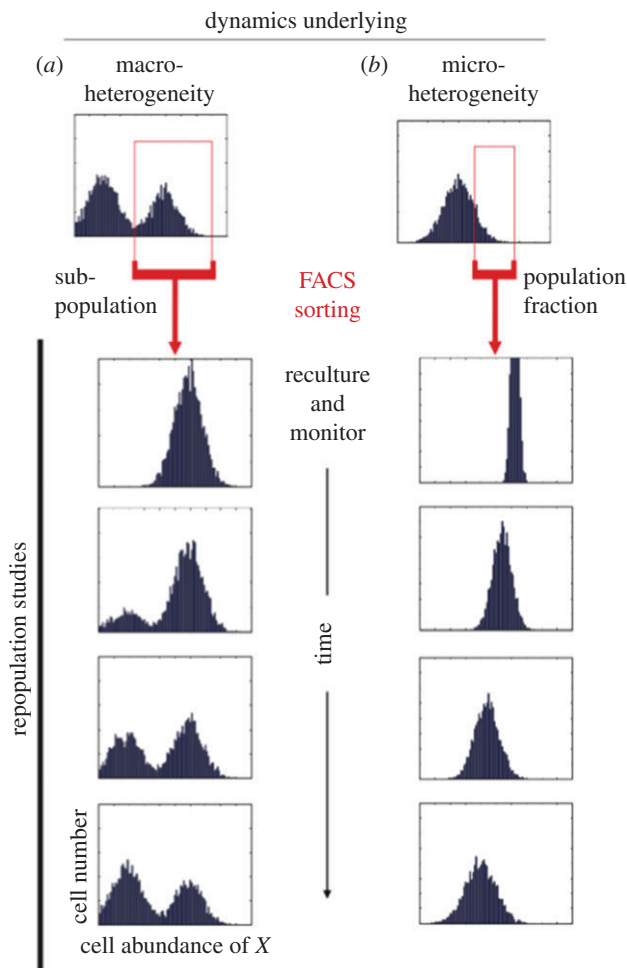 dynamics underlying
(a)
macro-
heterogeneity
(b)
micro-
heterogeneity
sub-
population
FACS
sorting
population
fraction
reculture
and
monitor
repopulation studies
time
cell number
cell abundance of X